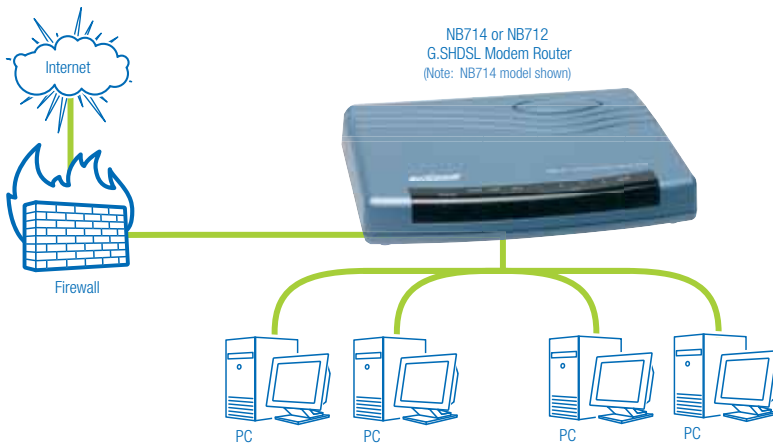 NB714 or NB712
G.SHDSL Modem Router
(Note: NB714 model shown)
Internet
Firewall
PC
PC
PC
PC